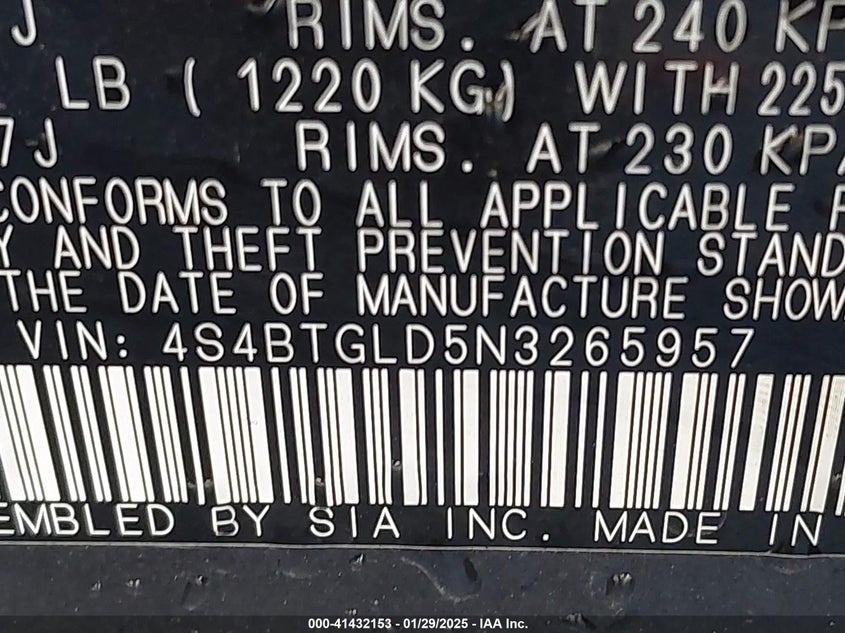 J RIMS. AT 240 KP
LB ( 1220 KG) WITH 225
7J RIMS. AT 230 KPA
CONFORMS TO ALL APPLICABLE F
Y AND THEFT PREVENTION STAND
THE DATE OF MANUFACTURE SHOW
VIN: 4S4BTGLD5N3265957
EMBLED BY SIA INC. MADE IN
000-41432153 - 01/29/2025 - IAA Inc.